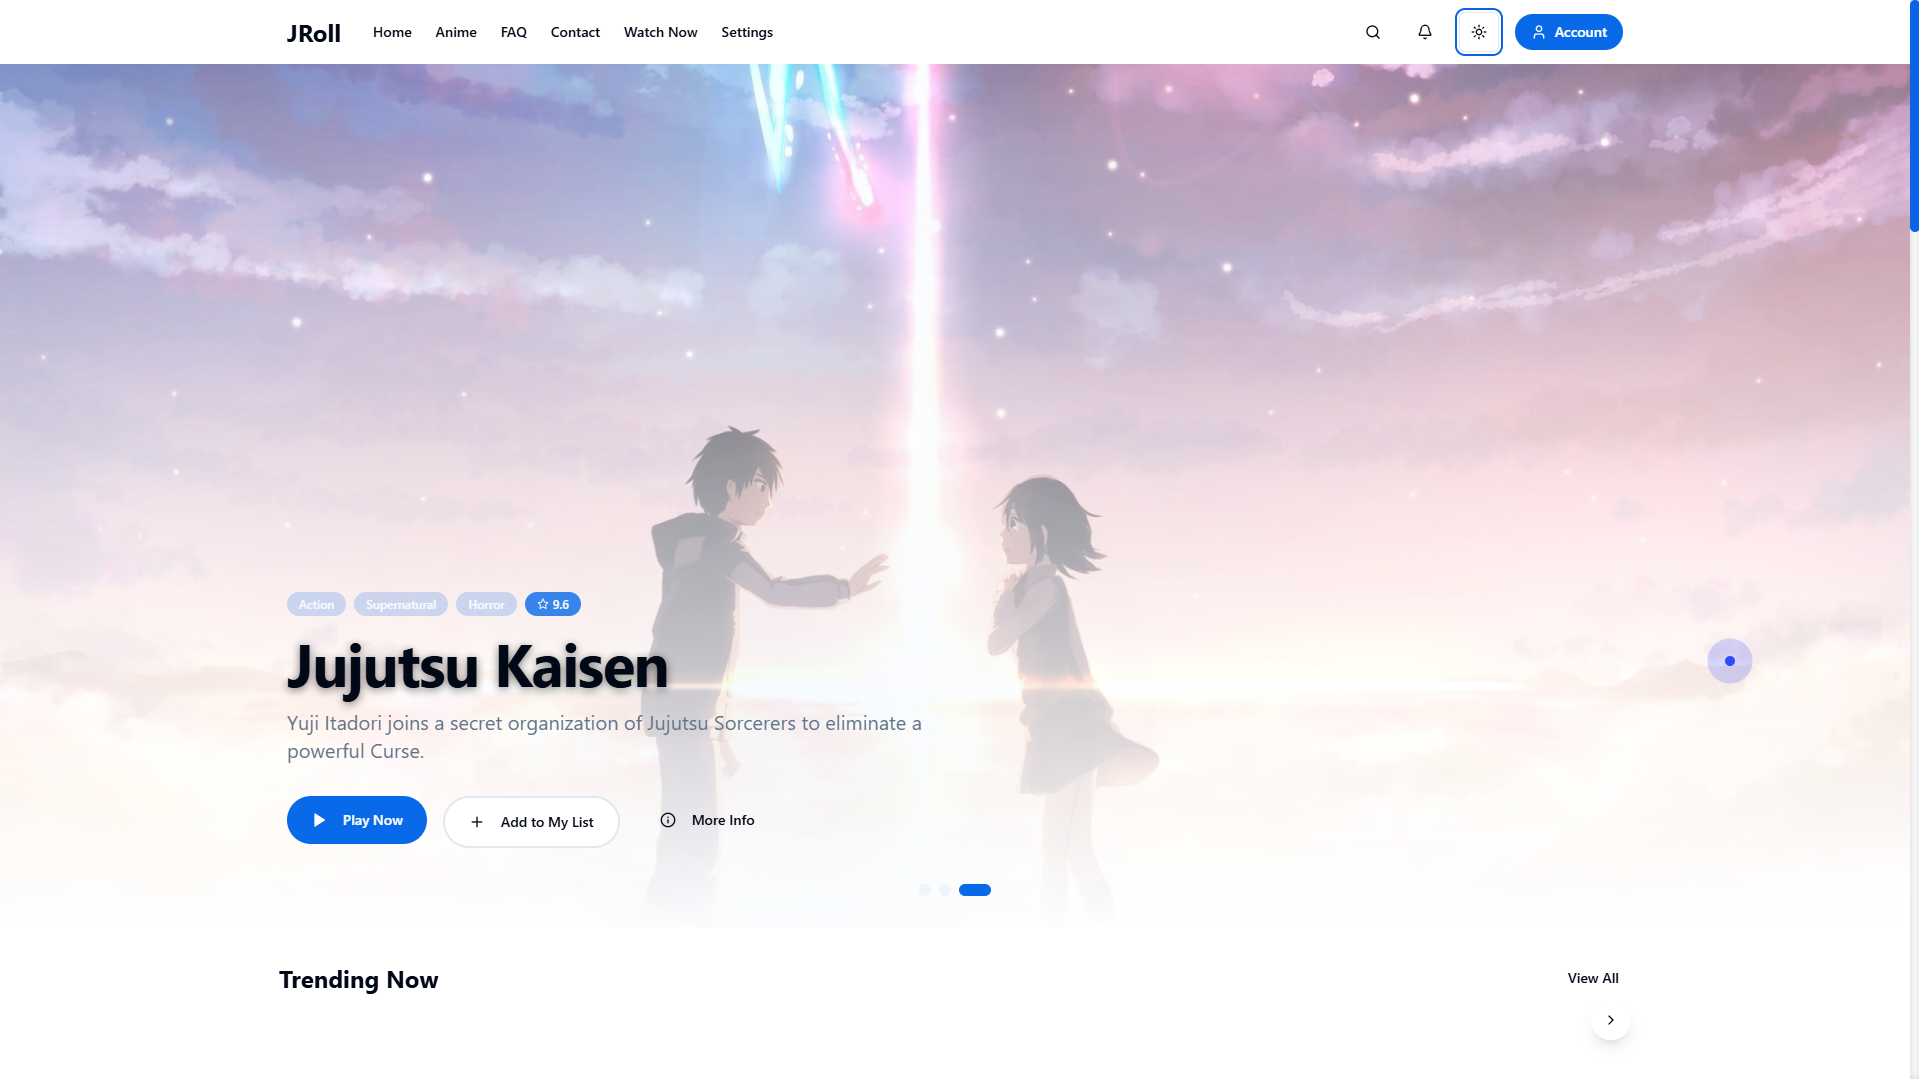 JRoll
Home
Anime
FAQ
Contact
Watch Now
Settings
Account
Action
Supernatural
Horror
9.6
Jujutsu Kaisen
Yuji Itadori joins a secret organization of Jujutsu Sorcerers to eliminate a
powerful Curse.
Play Now
Add to My List
More Info
Trending Now
View All